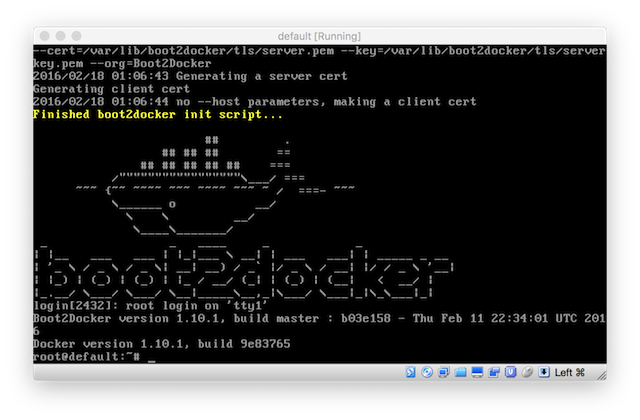 default [Running]
--cert=/var/lib/boot2docker/tls/server.pem --key=/var/lib/boot2docker/tls/server
key.pem --org=Boot2Docker
2016/02/18 01:06:43 Generating a server cert
Generating client cert
2016/02/18 01:06:44 no --host parameters, making a client cert
Finished boot2docker init script...
boot2docker
login[2432]: root login on 'tty1'
Boot2Docker version 1.10.1, build master : b03e158 - Thu Feb 11 22:34:01 UTC 201
6
Docker version 1.10.1, build 9e83765
root@default:~# _
Left ⌘